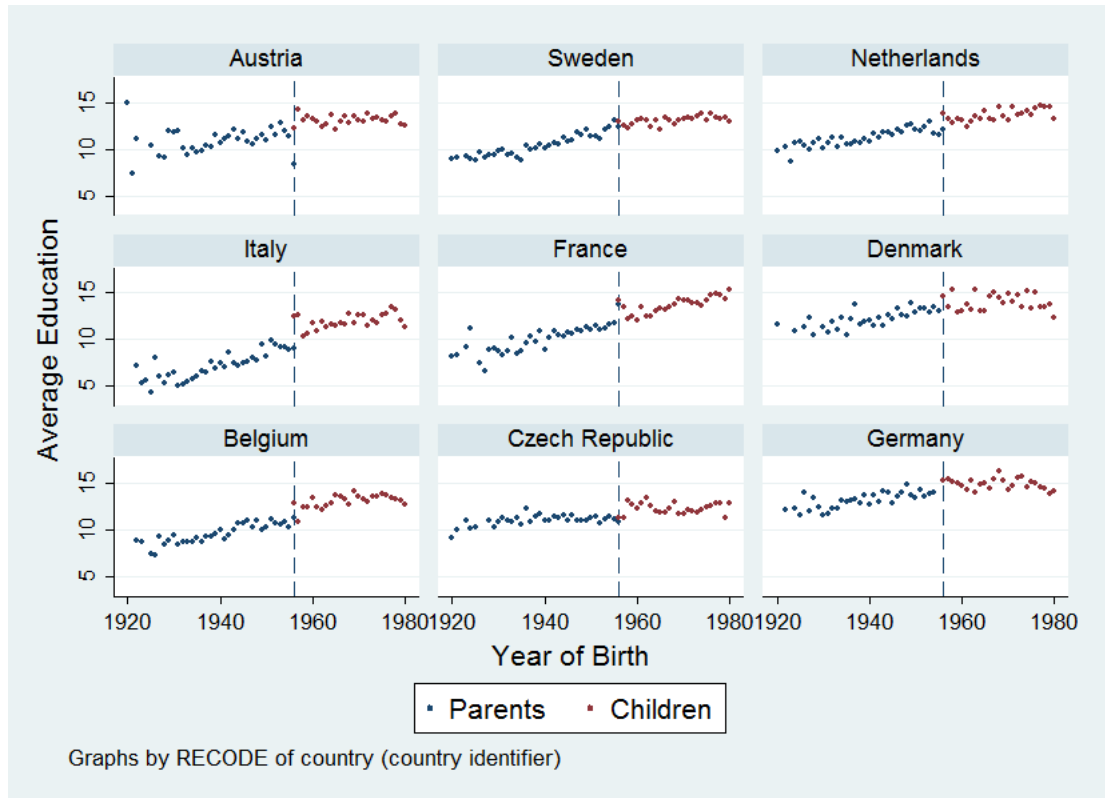 Austria Sweden Netherlands
15
10
5
Italy France Denmark
15
10
5
Average Education
Belgium Czech Republic Germany
15
10
5
1920 1940 1960 1980 1920 1940 1960 1980 1920 1940 1960 1980
Year of Birth
Parents Children
Graphs by RECODE of country (country identifier)